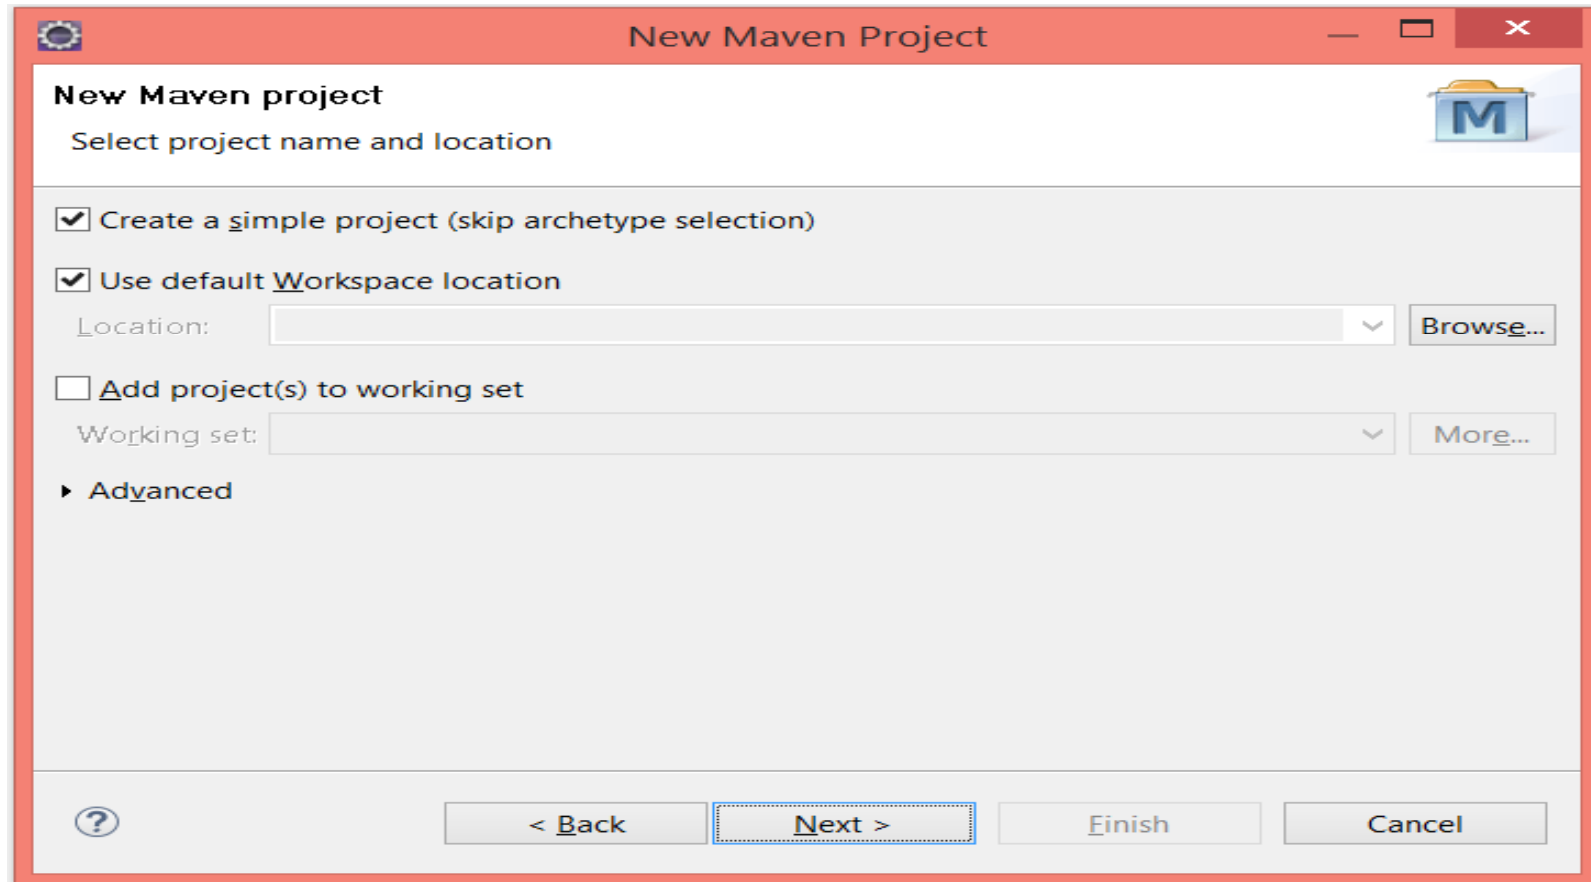 New Maven Project
New Maven project
M
Select project name and location
Create a simple project (skip archetype selection)
Use default Workspace location
Location:
Browse...
Add project(s) to working set
Working set:
More...
Advanced
?
< Back
Next >
Finish
Cancel